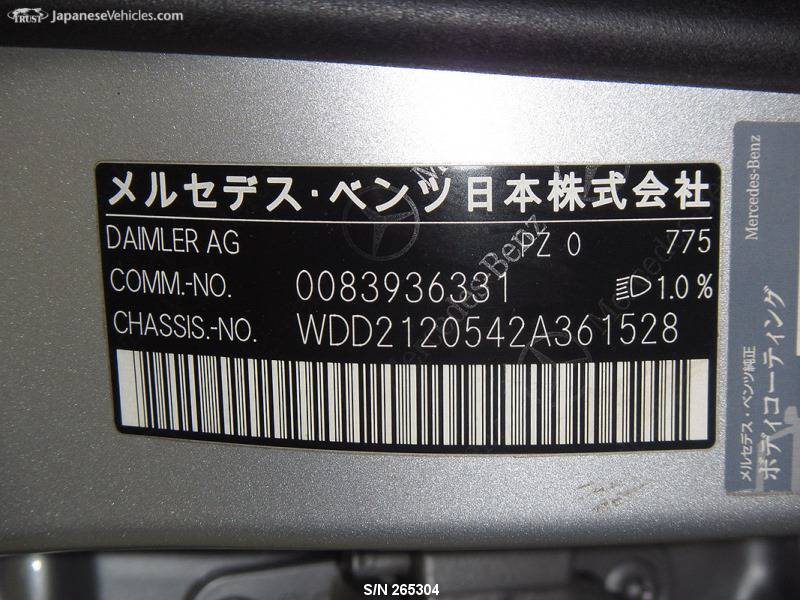 TRUST JapaneseVehicles.com
メルセデス・ベンツ日本株式会社
DAIMLER AG PZ 0 775
COMM.-NO. 0083936331 1.0 %
CHASSIS.-NO. WDD2120542A361528
Mercedes-Benz
Mercedes-Benz
メルセデス・ベンツ純正
ボディコーティング
S/N 265304